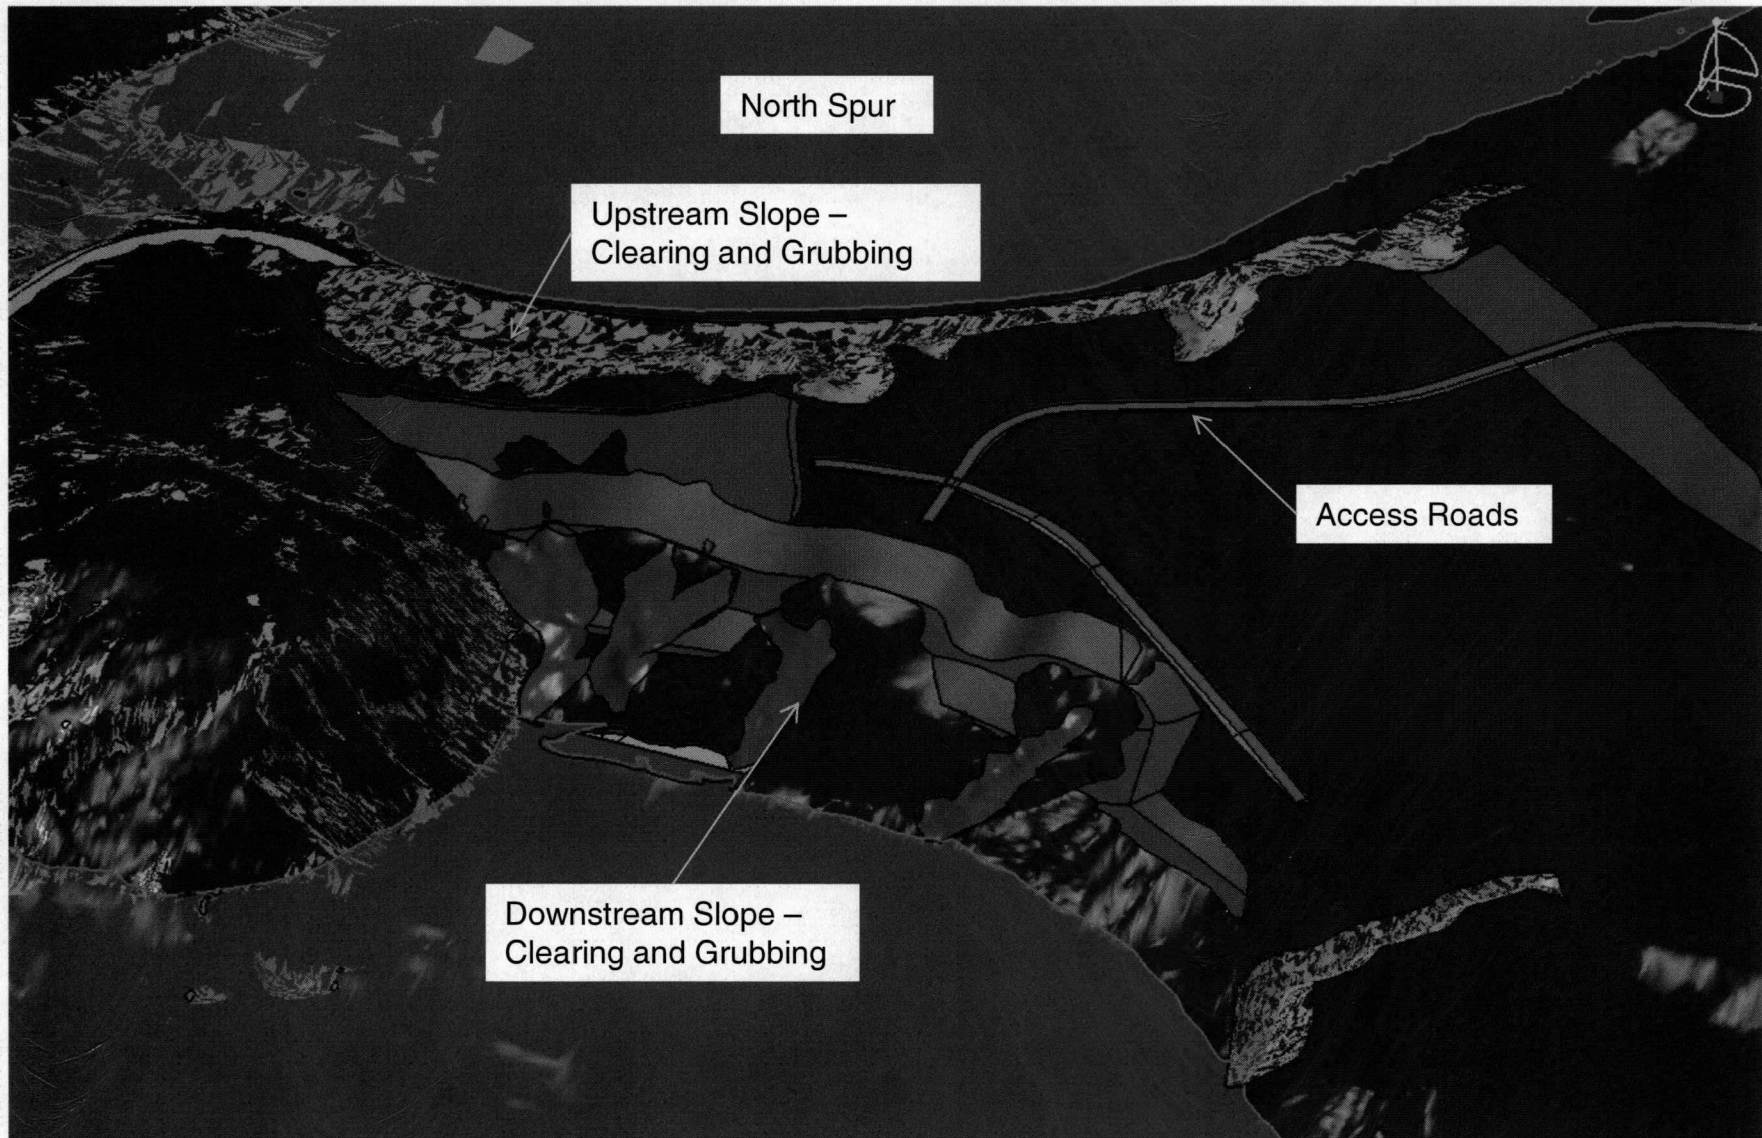 North Spur
Upstream Slope –
Clearing and Grubbing
Access Roads
Downstream Slope –
Clearing and Grubbing